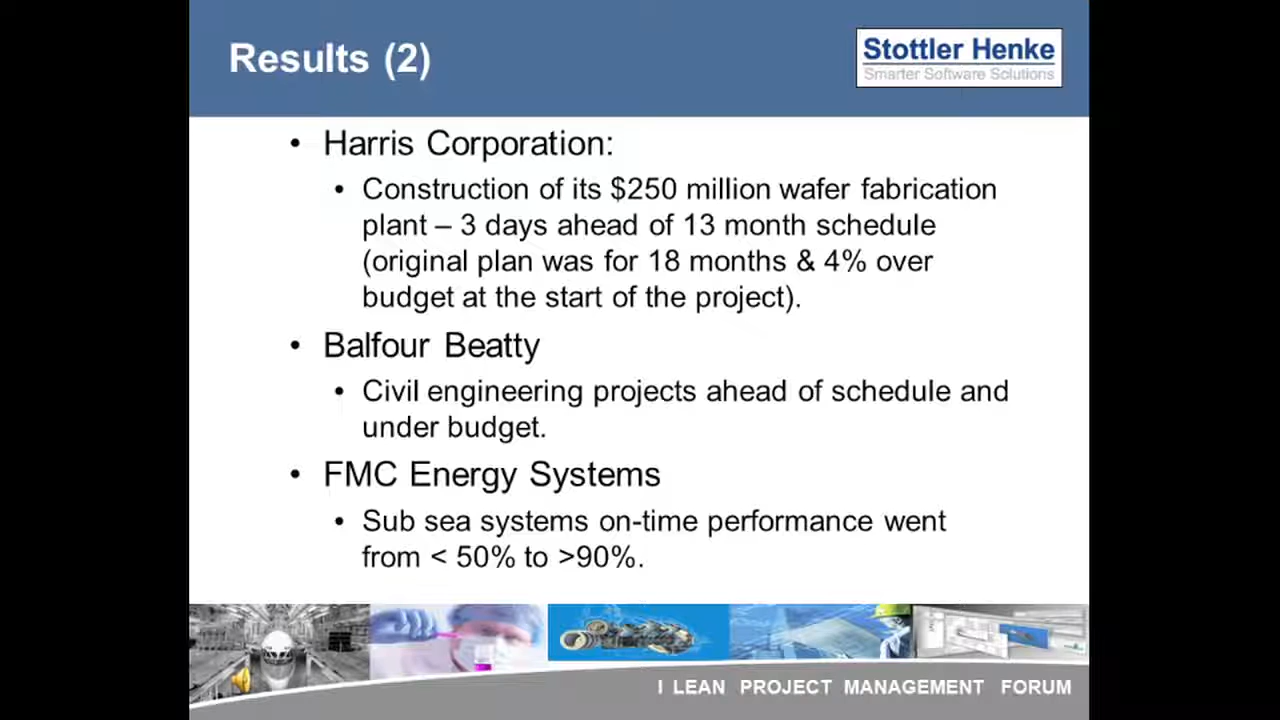 Results (2)
Stottler Henke
Smarter Software Solutions
• Harris Corporation:
• Construction of its $250 million wafer fabrication
plant – 3 days ahead of 13 month schedule
(original plan was for 18 months & 4% over
budget at the start of the project).
• Balfour Beatty
• Civil engineering projects ahead of schedule and
under budget.
• FMC Energy Systems
• Sub sea systems on-time performance went
from < 50% to >90%.
I LEAN PROJECT MANAGEMENT FORUM